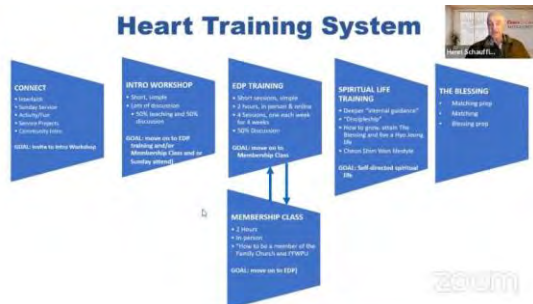 Heart Training System
Henri Schauffl...
CONNECT
• Interfaith
• Sunday Service
• Activity/Fun
• Service Projects
• Community Intro
GOAL: Invite to Intro Workshop
INTRO WORKSHOP
• Short, simple
• Lots of discussion
• 50% teaching and 50%
discussion
GOAL: move on to EDP
training and/or
Membership Class and or
Sunday attend)
EDP TRAINING
• Short sessions, simple
• 2 hours, in person & online
• 4 Sessions, one each week
for 4 weeks
• 50% Discussion
GOAL: move on to
Membership Class
SPIRITUAL LIFE
TRAINING
• Deeper "internal guidance"
• "Discipleship"
• How to grow, attain The
Blessing and live a Hyo Jeong
life
• Cheon Shim Won lifestyle
GOAL: Self-directed spiritual
life
THE BLESSING
• Matching prep
• Matching
• Blessing prep
MEMBERSHIP CLASS
• 2 Hours
• In person
• "How to be a member of the
Family Church and FFWPU
GOAL: move on to EDP)
zoom